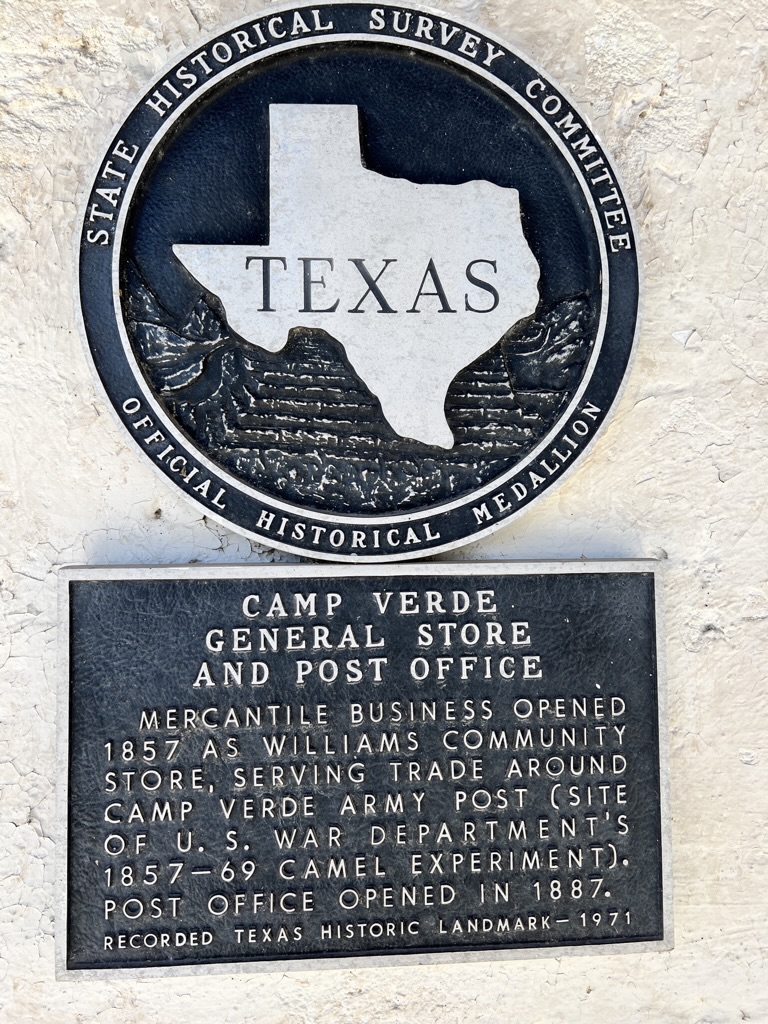 STATE HISTORICAL SURVEY COMMITTEE
TEXAS
OFFICIAL HISTORICAL MEDALLION
CAMP VERDE
GENERAL STORE
AND POST OFFICE
MERCANTILE BUSINESS OPENED
1857 AS WILLIAMS COMMUNITY
STORE, SERVING TRADE AROUND
CAMP VERDE ARMY POST (SITE
OF U. S. WAR DEPARTMENT'S
1857-69 CAMEL EXPERIMENT).
POST OFFICE OPENED IN 1887.
RECORDED TEXAS HISTORIC LANDMARK-1971